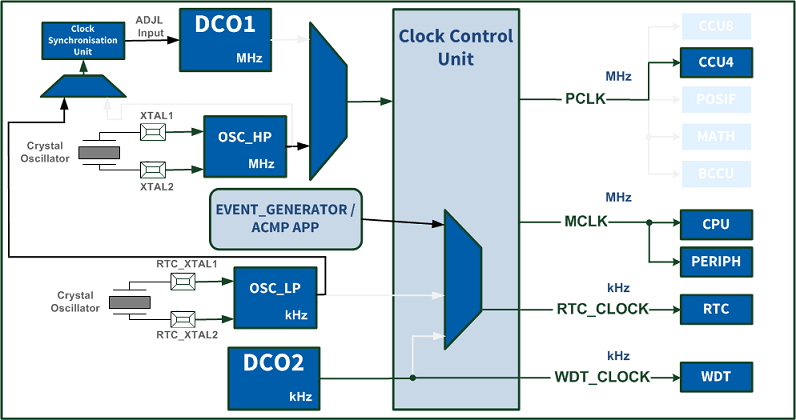 Clock
Synchronisation
Unit
ADJL
Input
DCO1
MHz
Clock Control
Unit
CCU8
MHz
CCU4
PCLK
POSIF
MATH
BCCU
XTAL1
Crystal
Oscillator
OSC_HP
MHz
XTAL2
EVENT_GENERATOR /
ACMP APP
MHz
MCLK
CPU
PERIPH
RTC_XTAL1
Crystal
Oscillator
OSC_LP
kHz
RTC_XTAL2
kHz
RTC_CLOCK
RTC
DCO2
kHz
kHz
WDT_CLOCK
WDT